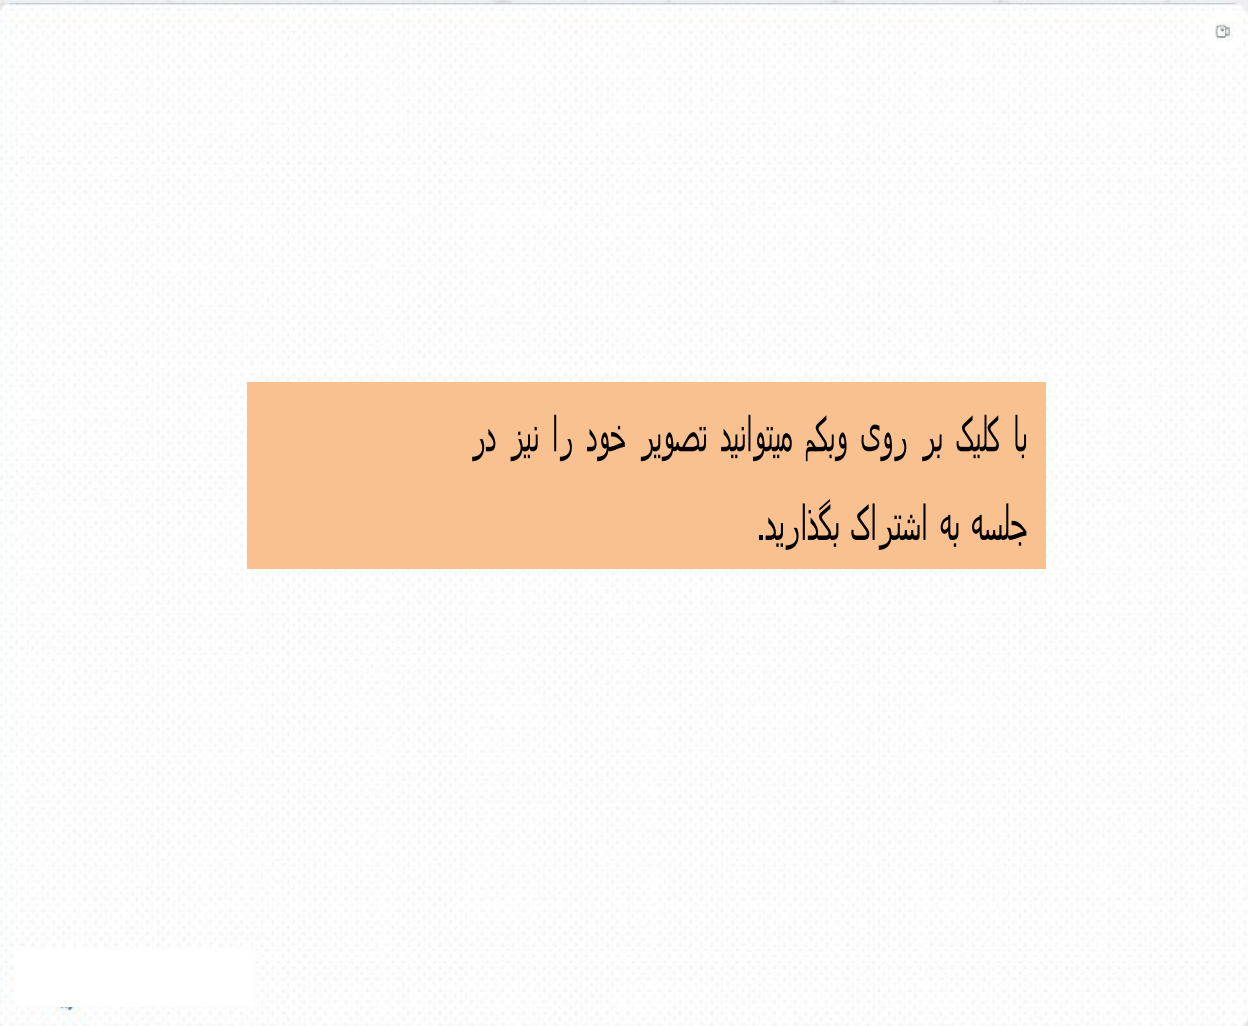 با کلیک بر روی وبکم میتوانید تصویر خود را نیز در
جلسه به اشتراک بگذارید.